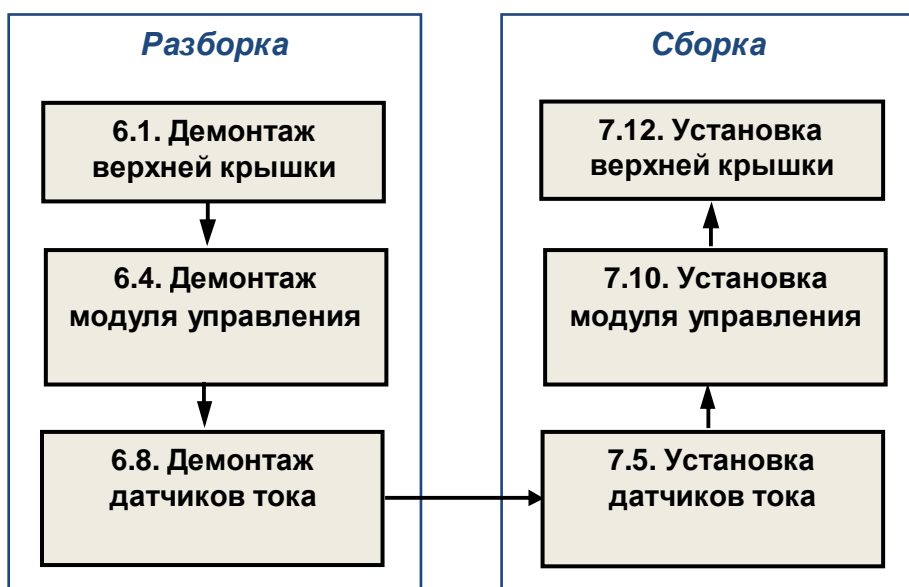 Разборка
6.1. Демонтаж
верхней крышки
6.4. Демонтаж
модуля управления
6.8. Демонтаж
датчиков тока
Сборка
7.12. Установка
верхней крышки
7.10. Установка
модуля управления
7.5. Установка
датчиков тока